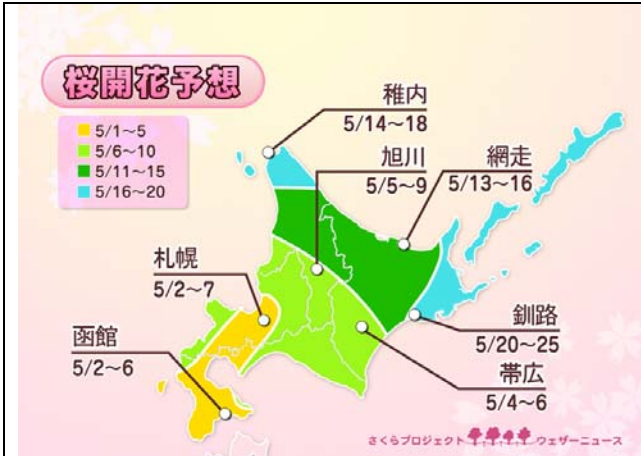 桜開花予想
5/1～5
5/6～10
5/11～15
5/16～20
稚内
5/14～18
旭川
5/5～9
網走
5/13～16
札幌
5/2～7
函館
5/2～6
釧路
5/20～25
帯広
5/4～6
さくらプロジェクト ウェザーニュース